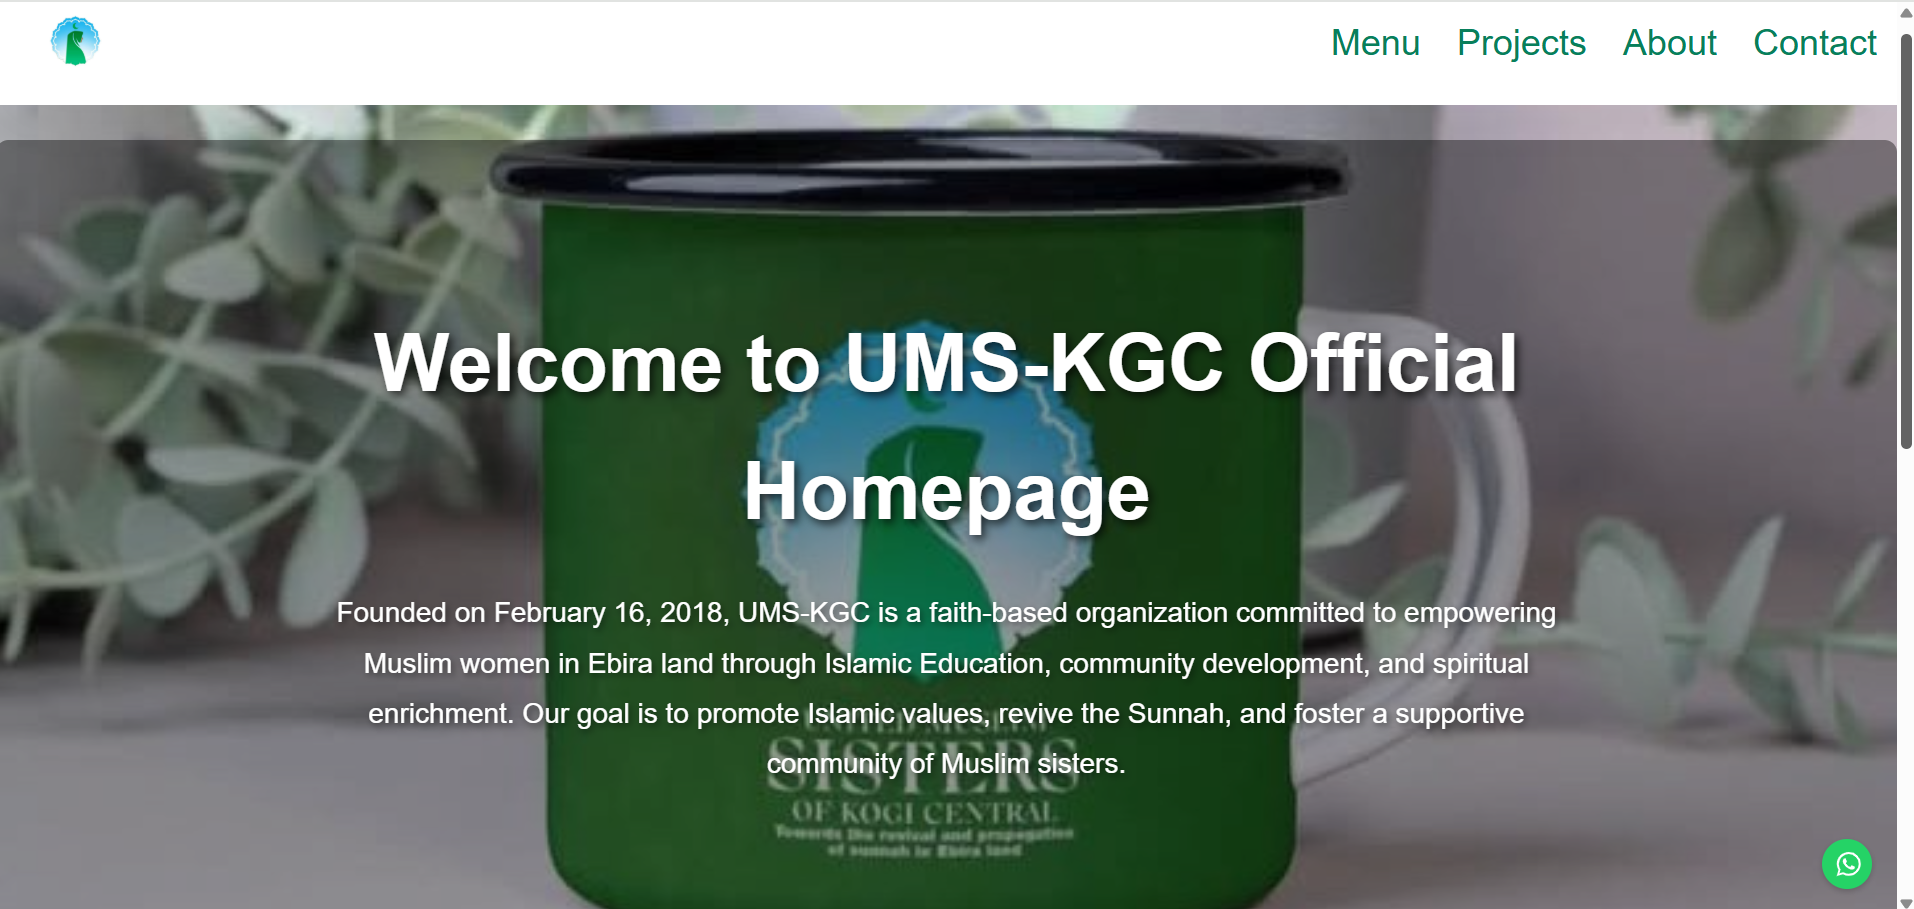 Menu Projects About Contact
Welcome to UMS-KGC Official
Homepage
Founded on February 16, 2018, UMS-KGC is a faith-based organization committed to empowering
Muslim women in Ebira land through Islamic Education, community development, and spiritual
enrichment. Our goal is to promote Islamic values, revive the Sunnah, and foster a supportive
community of Muslim sisters.
UNITED MUSLIM
SISTERS
OF KOGI CENTRAL
Towards the revival and propagation
of sunnah in Ebira land